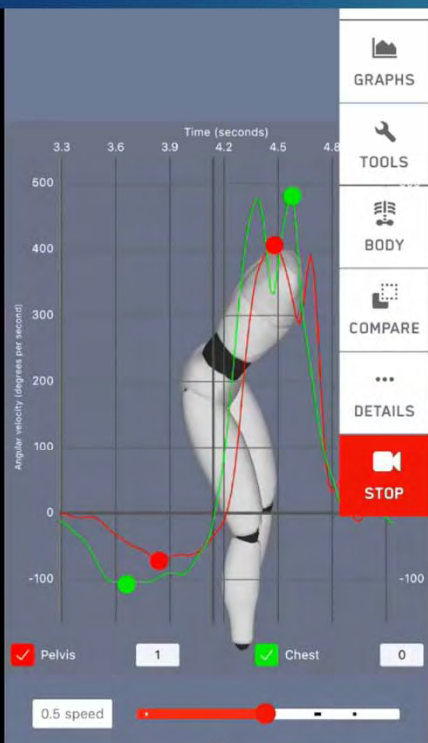 GRAPHS
TOOLS
BODY
COMPARE
DETAILS
STOP
Time (seconds)
3.3 3.6 3.9 4.2 4.5 4.8
Angular velocity (degrees per second)
500
400
300
200
100
0
-100 -100
Pelvis 1 Chest 0
0.5 speed